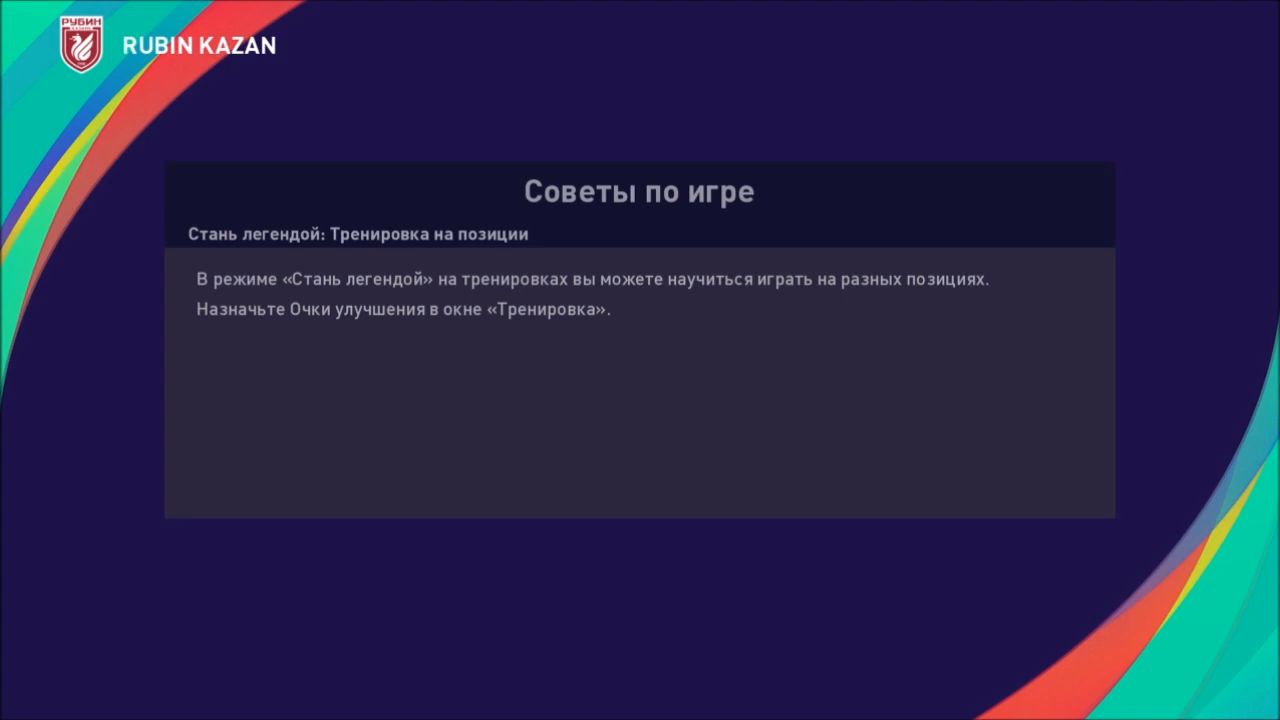 РУБИН
RUBIN KAZAN
Советы по игре
Стань легендой: Тренировка на позиции
В режиме «Стань легендой» на тренировках вы можете научиться играть на разных позициях.
Назначьте Очки улучшения в окне «Тренировка».